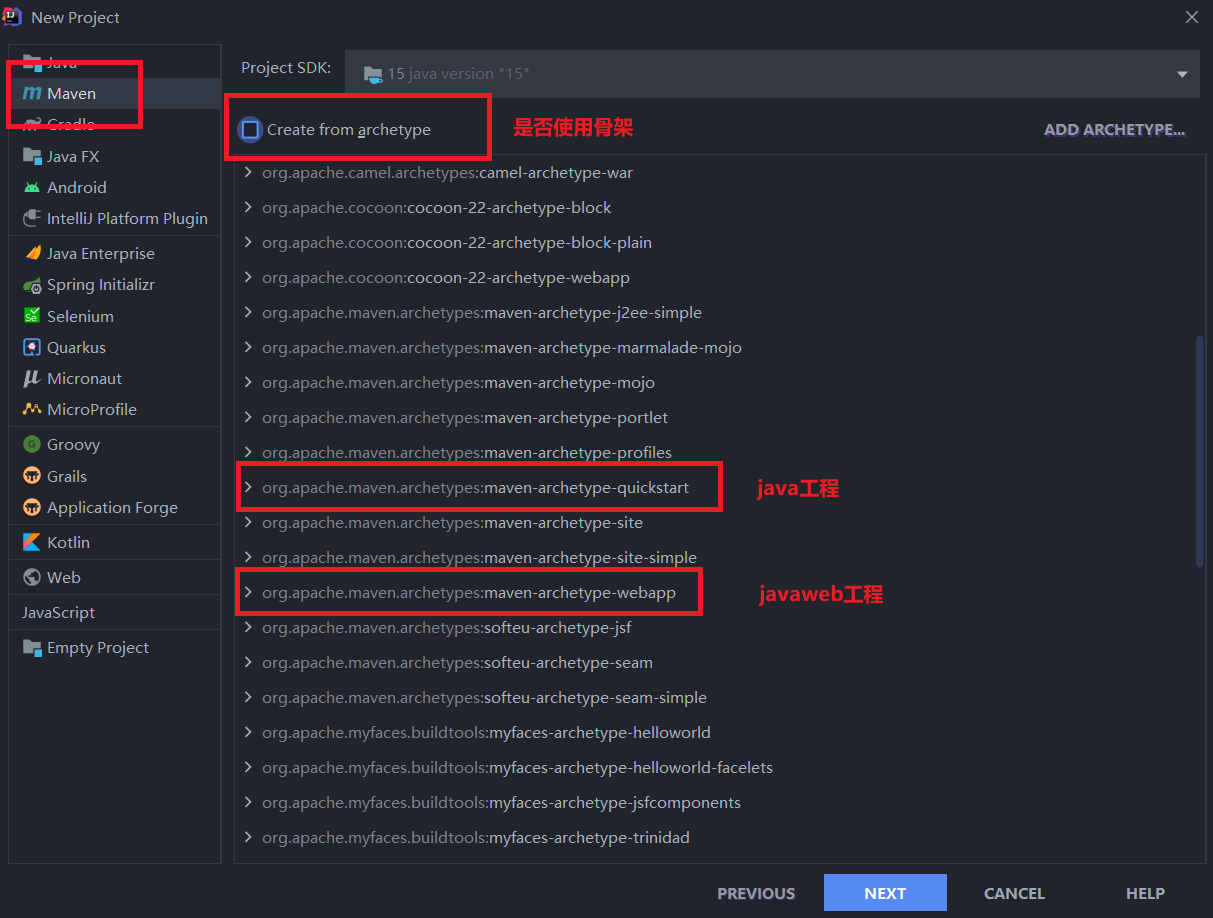 New Project
Java
Maven
Gradle
Java FX
Android
IntelliJ Platform Plugin
Java Enterprise
Spring Initializr
Selenium
Quarkus
Micronaut
MicroProfile
Groovy
Grails
Application Forge
Kotlin
Web
JavaScript
Empty Project
Project SDK: 15 java version "15"
Create from archetype 是否使用骨架 ADD ARCHETYPE...
org.apache.camel.archetypes:camel-archetype-war
org.apache.cocoon:cocoon-22-archetype-block
org.apache.cocoon:cocoon-22-archetype-block-plain
org.apache.cocoon:cocoon-22-archetype-webapp
org.apache.maven.archetypes:maven-archetype-j2ee-simple
org.apache.maven.archetypes:maven-archetype-marmalade-mojo
org.apache.maven.archetypes:maven-archetype-mojo
org.apache.maven.archetypes:maven-archetype-portlet
org.apache.maven.archetypes:maven-archetype-profiles
org.apache.maven.archetypes:maven-archetype-quickstart java工程
org.apache.maven.archetypes:maven-archetype-site
org.apache.maven.archetypes:maven-archetype-site-simple
org.apache.maven.archetypes:maven-archetype-webapp javaweb工程
org.apache.maven.archetypes:softeu-archetype-jsf
org.apache.maven.archetypes:softeu-archetype-seam
org.apache.maven.archetypes:softeu-archetype-seam-simple
org.apache.myfaces.buildtools:myfaces-archetype-helloworld
org.apache.myfaces.buildtools:myfaces-archetype-helloworld-facelets
org.apache.myfaces.buildtools:myfaces-archetype-jsfcomponents
org.apache.myfaces.buildtools:myfaces-archetype-trinidad
PREVIOUS NEXT CANCEL HELP